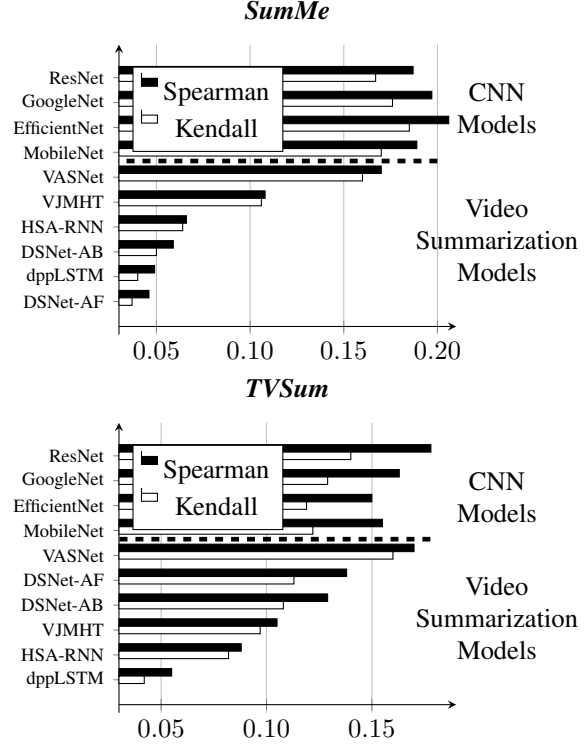 SumMe
ResNet
GoogleNet
EfficientNet
MobileNet
VASNet
VJMHT
HSA-RNN
DSNet-AB
dppLSTM
DSNet-AF
Spearman
Kendall
CNN
Models
Video
Summarization
Models
0.05 0.10 0.15 0.20
TVSum
ResNet
GoogleNet
EfficientNet
MobileNet
VASNet
DSNet-AF
DSNet-AB
VJMHT
HSA-RNN
dppLSTM
Spearman
Kendall
CNN
Models
Video
Summarization
Models
0.05 0.10 0.15